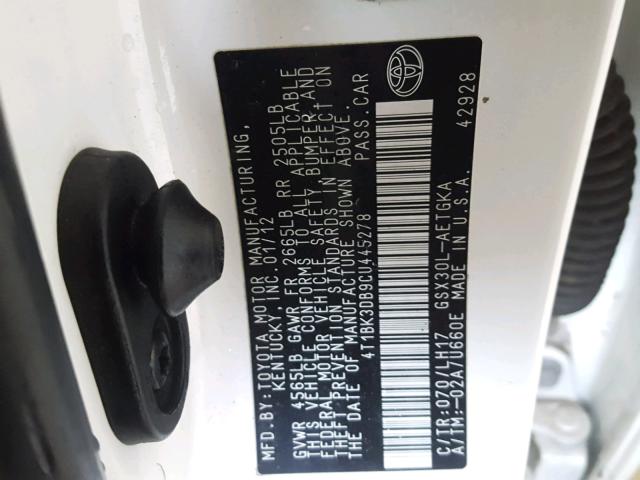 MFD.BY:TOYOTA MOTOR MANUFACTURING,
KENTUCKY, INC. 01/12
GVWR 4565LB GAWR FR 2665LB RR 2505LB
THIS VEHICLE CONFORMS TO ALL APPLICABLE
FEDERAL MOTOR VEHICLE SAFETY, BUMPER, AND
THEFT PREVENTION STANDARDS IN EFFECT ON
THE DATE OF MANUFACTURE SHOWN ABOVE.
4T1BK3DB9CU445278 PASS.CAR
C/TR:070/LH17 GSX30L-AETGKA
A/TM:-02A/U660E MADE IN U.S.A.
42928